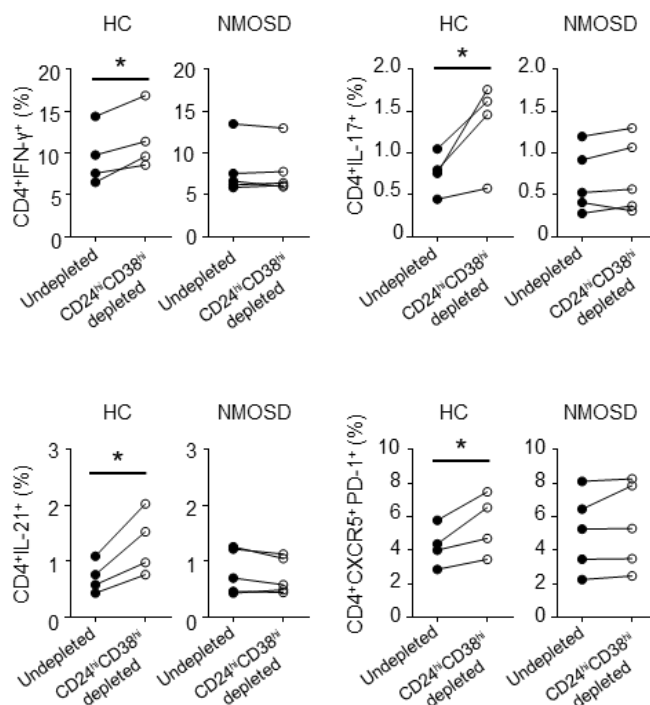 HC NMOSD
CD4⁺IFN-γ⁺ (%)
20
15
10
5
0
*
20
15
10
5
0
Undepleted
CD24ʰⁱCD38ʰⁱ
depleted
Undepleted
CD24ʰⁱCD38ʰⁱ
depleted
HC NMOSD
CD4⁺IL-17⁺ (%)
2.0
1.5
1.0
0.5
0.0
*
2.0
1.5
1.0
0.5
0.0
Undepleted
CD24ʰⁱCD38ʰⁱ
depleted
Undepleted
CD24ʰⁱCD38ʰⁱ
depleted
HC NMOSD
CD4⁺IL-21⁺ (%)
3
2
1
0
*
3
2
1
0
Undepleted
CD24ʰⁱCD38ʰⁱ
depleted
Undepleted
CD24ʰⁱCD38ʰⁱ
depleted
HC NMOSD
CD4⁺CXCR5⁺ PD-1⁺ (%)
10
8
6
4
2
0
*
10
8
6
4
2
0
Undepleted
CD24ʰⁱCD38ʰⁱ
depleted
Undepleted
CD24ʰⁱCD38ʰⁱ
depleted